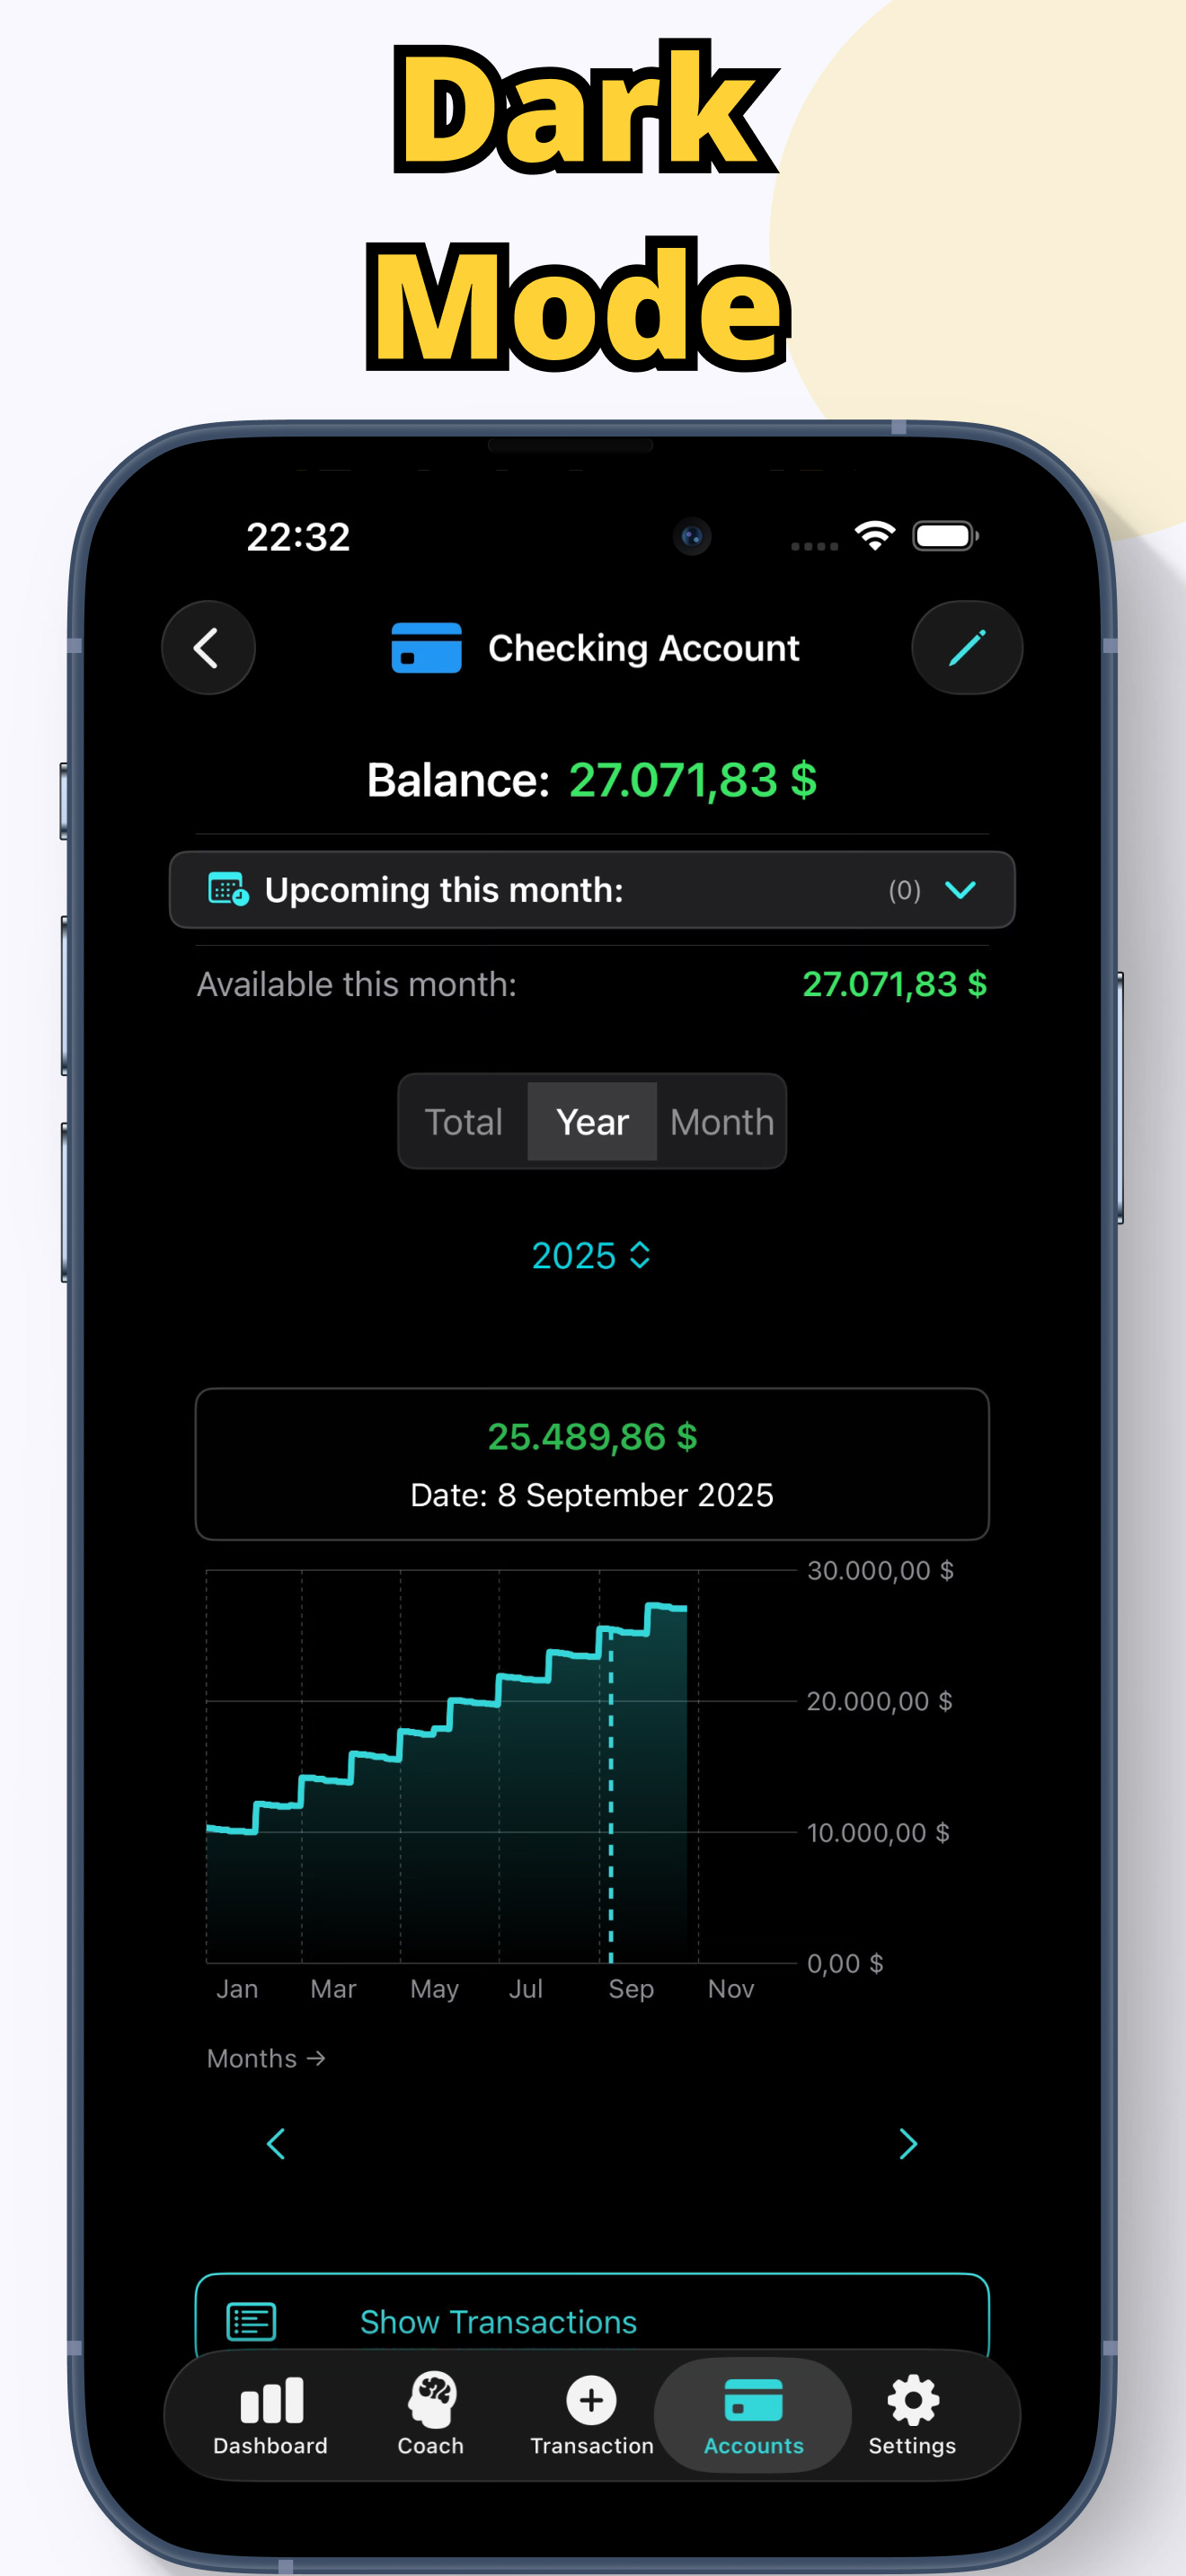 Dark
Mode
22:32
Checking Account
Balance: 27.071,83 $
Upcoming this month: (0)
Available this month: 27.071,83 $
Total Year Month
2025
25.489,86 $
Date: 8 September 2025
30.000,00 $
20.000,00 $
10.000,00 $
0,00 $
Jan Mar May Jul Sep Nov
Months →
Show Transactions
Dashboard Coach Transaction Accounts Settings